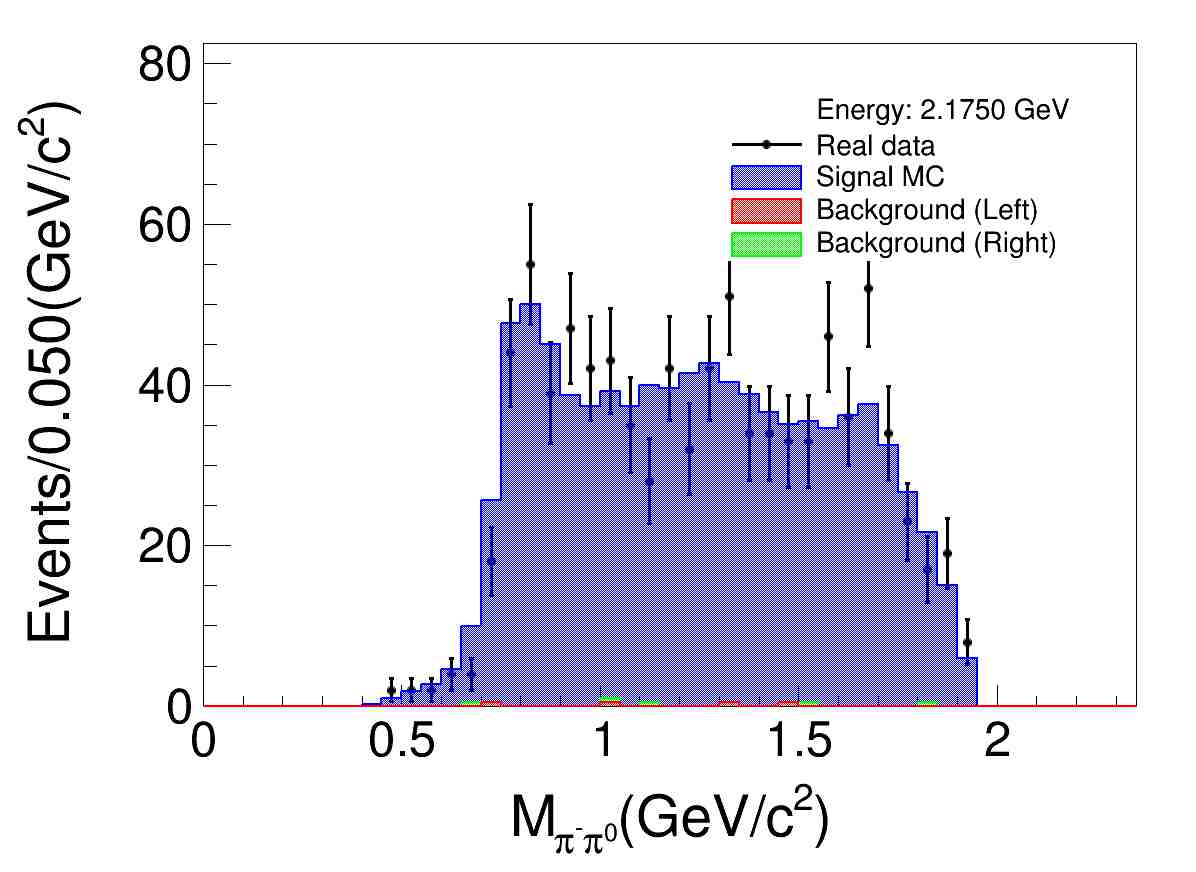 80
60
40
20
0
0
0.5
1
1.5
2
Events/0.050(GeV/c²)
Energy: 2.1750 GeV
Real data
Signal MC
Background (Left)
Background (Right)
Mπ⁻π⁰(GeV/c²)